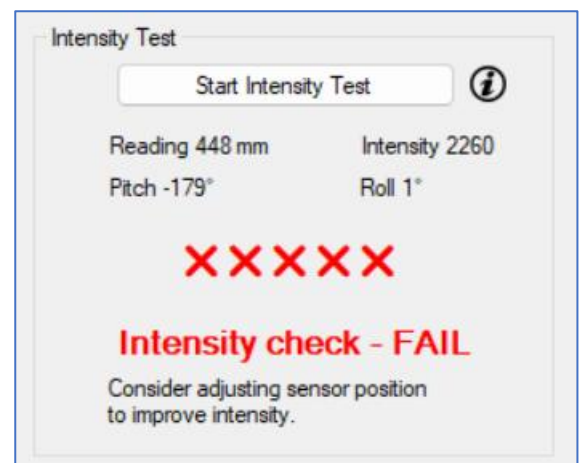 Intensity Test
Start Intensity Test
Reading 448 mm Intensity 2260
Pitch -179° Roll 1°
Intensity check - FAIL
Consider adjusting sensor position
to improve intensity.